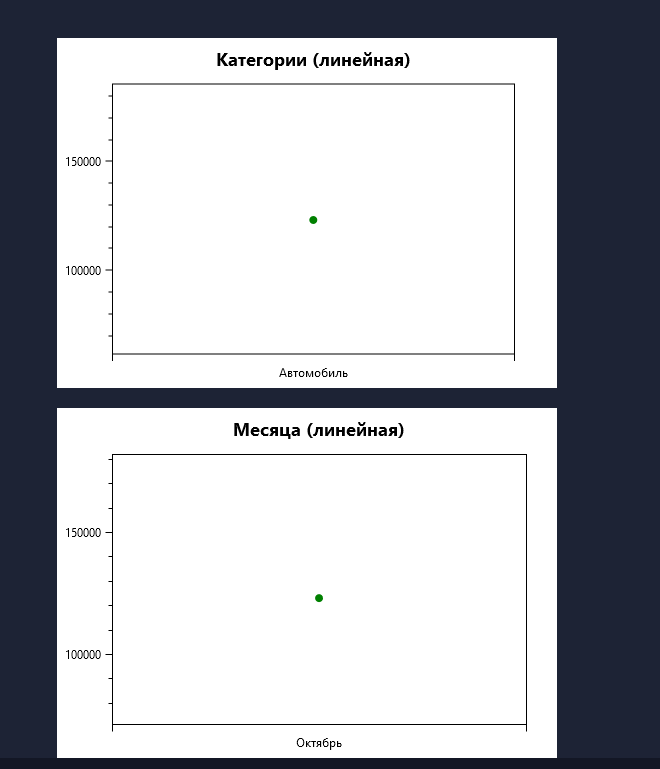 Категории (линейная)
150000
100000
Автомобиль
Месяца (линейная)
150000
100000
Октябрь